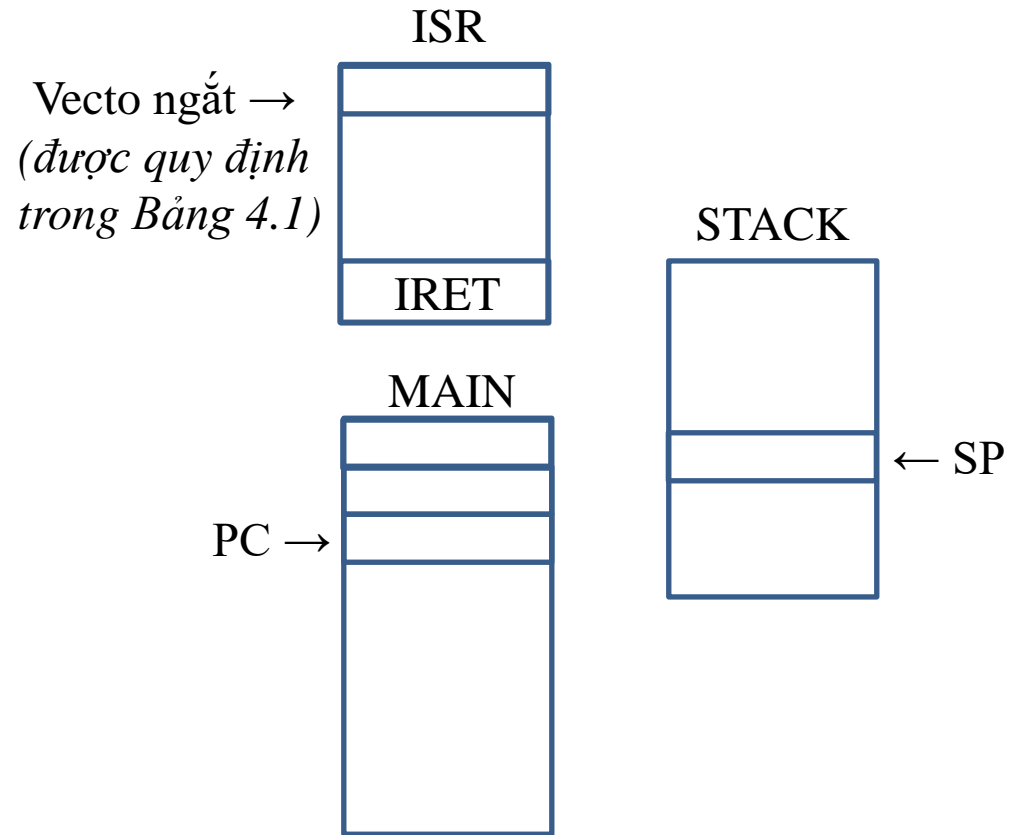 ISR
Vecto ngắt →
(được quy định
trong Bảng 4.1)
IRET
STACK
← SP
MAIN
PC →